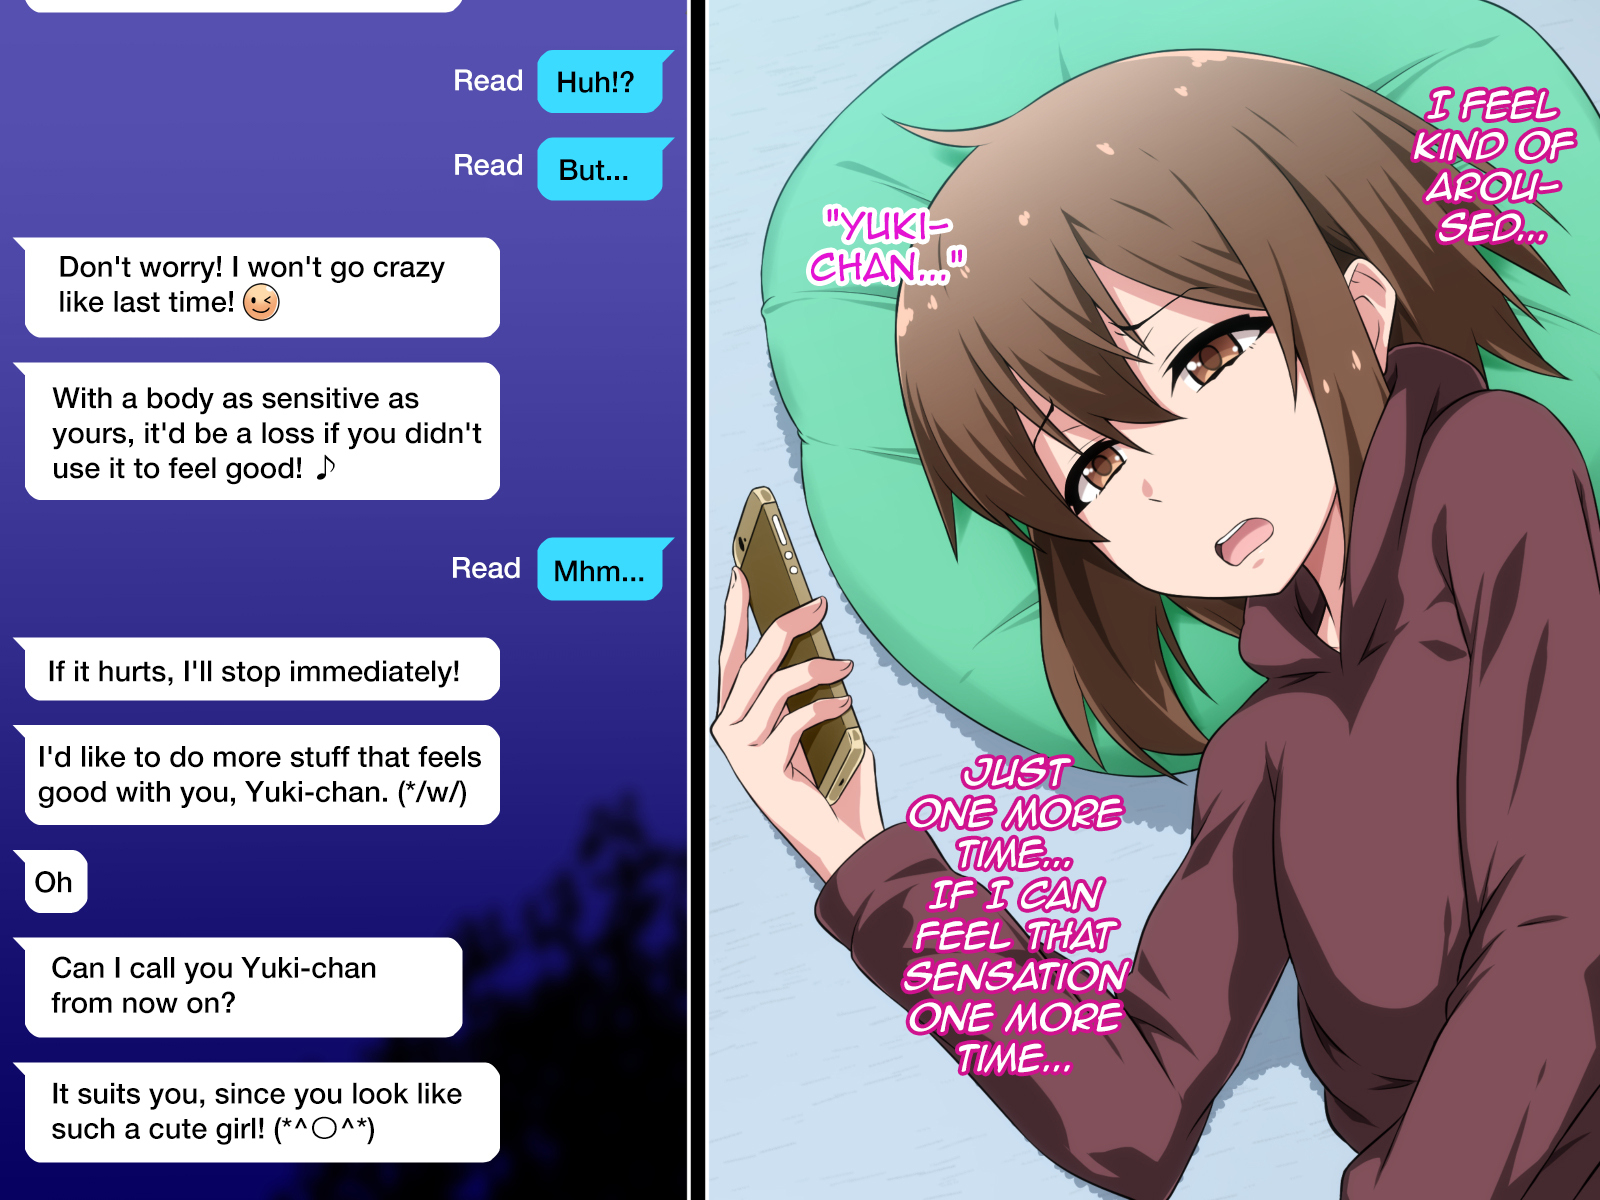 Read
Huh!?
Read
But...
Don't worry! I won't go crazy
like last time!
With a body as sensitive as
yours, it'd be a loss if you didn't
use it to feel good! ♪
Read
Mhm...
If it hurts, I'll stop immediately!
I'd like to do more stuff that feels
good with you, Yuki-chan. (*/w/)
Oh
Can I call you Yuki-chan
from now on?
It suits you, since you look like
such a cute girl! (*^〇^*)
I FEEL
KIND OF
AROU-
SED...
"YUKI-
CHAN..."
JUST
ONE MORE
TIME...
IF I CAN
FEEL THAT
SENSATION
ONE MORE
TIME...